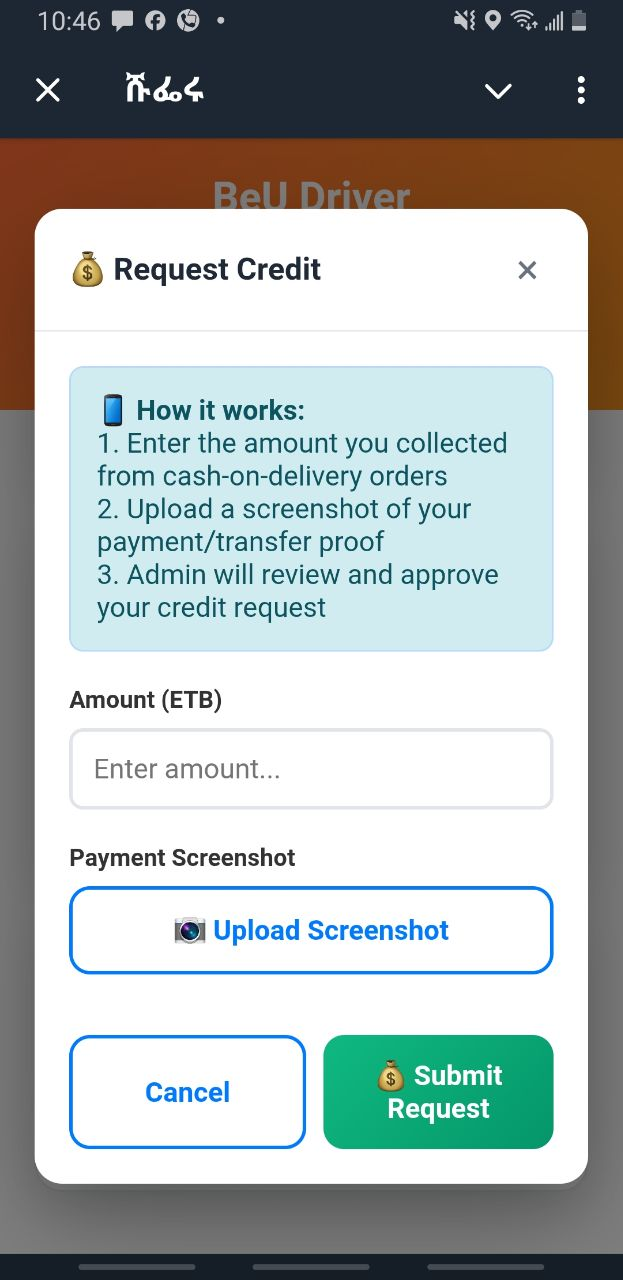 10:46
ሹፌሩ
BeU Driver
💰 Request Credit
📱 How it works:
1. Enter the amount you collected
from cash-on-delivery orders
2. Upload a screenshot of your
payment/transfer proof
3. Admin will review and approve
your credit request
Amount (ETB)
Enter amount...
Payment Screenshot
📷 Upload Screenshot
Cancel
💰 Submit
Request